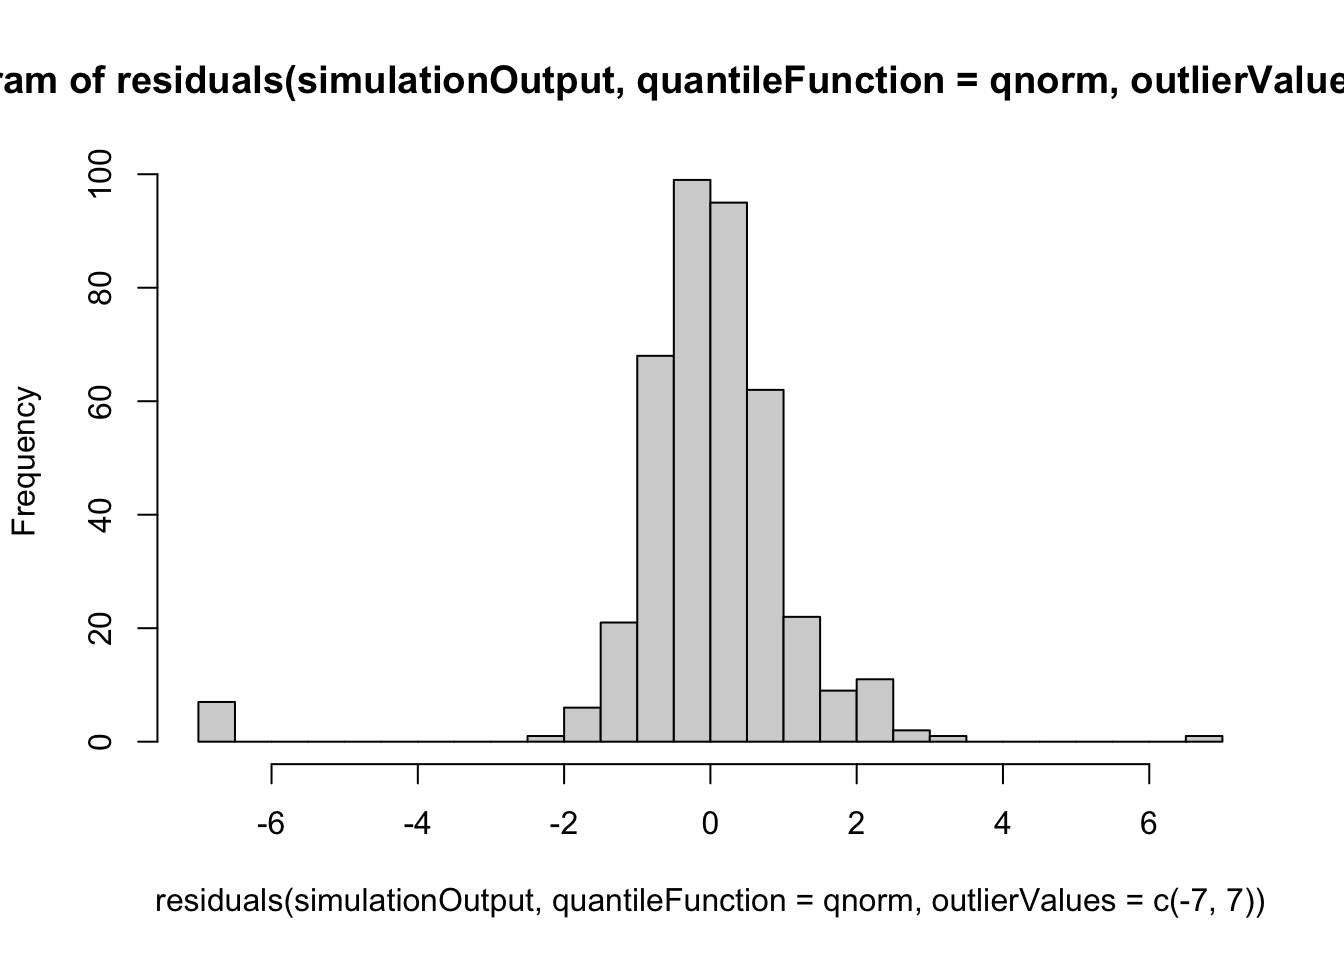 ram of residuals(simulationOutput, quantileFunction = qnorm, outlierValue
Frequency
100
80
60
40
20
0
-6 -4 -2 0 2 4 6
residuals(simulationOutput, quantileFunction = qnorm, outlierValues = c(-7, 7))